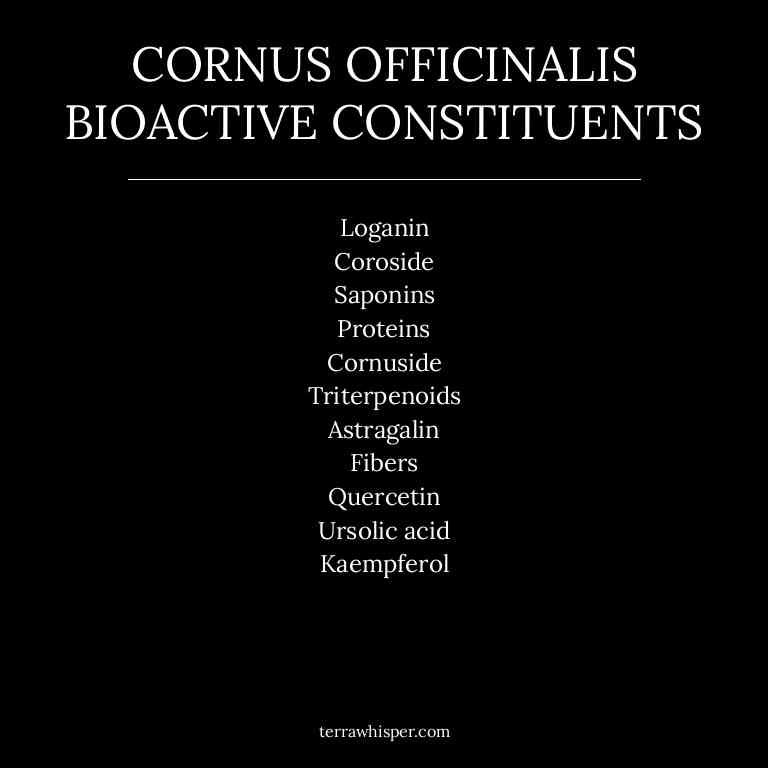 CORNUS OFFICINALIS
BIOACTIVE CONSTITUENTS
Loganin
Coroside
Saponins
Proteins
Cornuside
Triterpenoids
Astragalin
Fibers
Quercetin
Ursolic acid
Kaempferol
terrawhisper.com